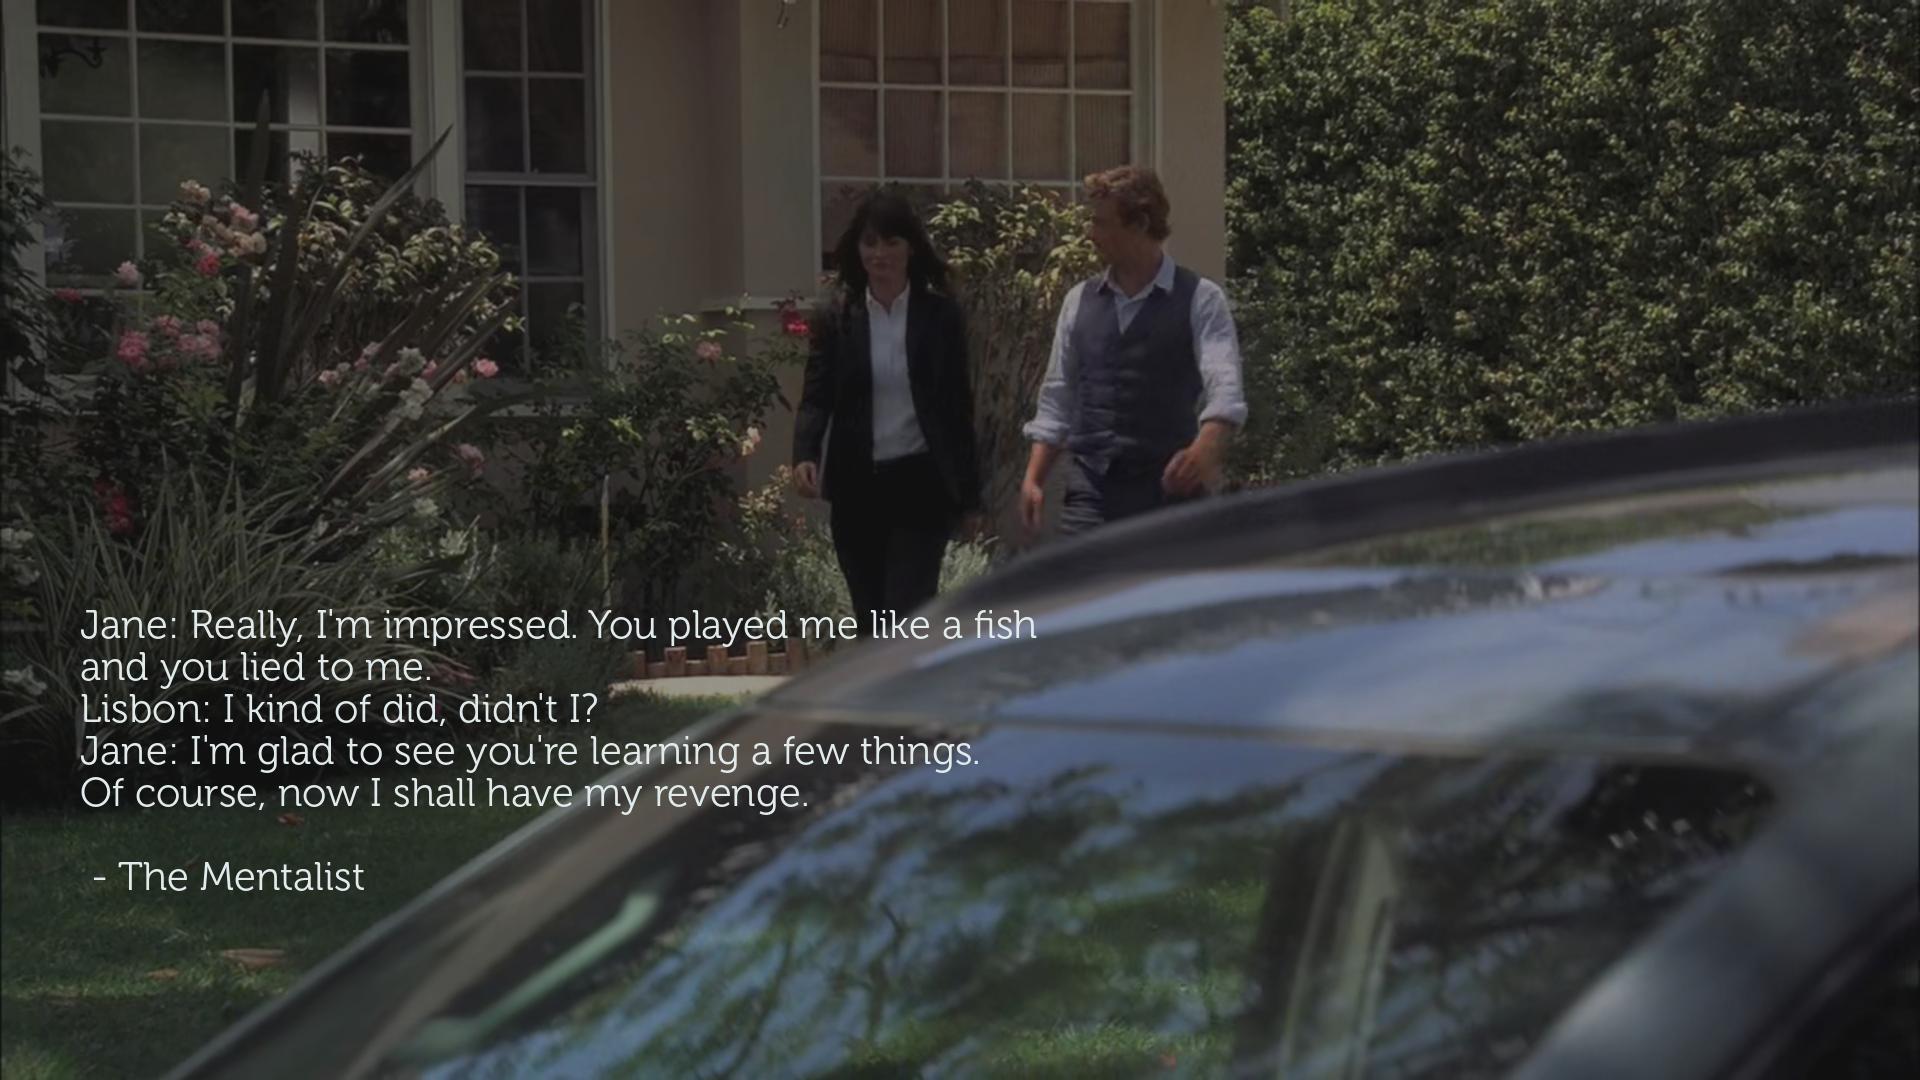 Jane: Really, I'm impressed. You played me like a fish
and you lied to me.
Lisbon: I kind of did, didn't I?
Jane: I'm glad to see you're learning a few things.
Of course, now I shall have my revenge.
- The Mentalist